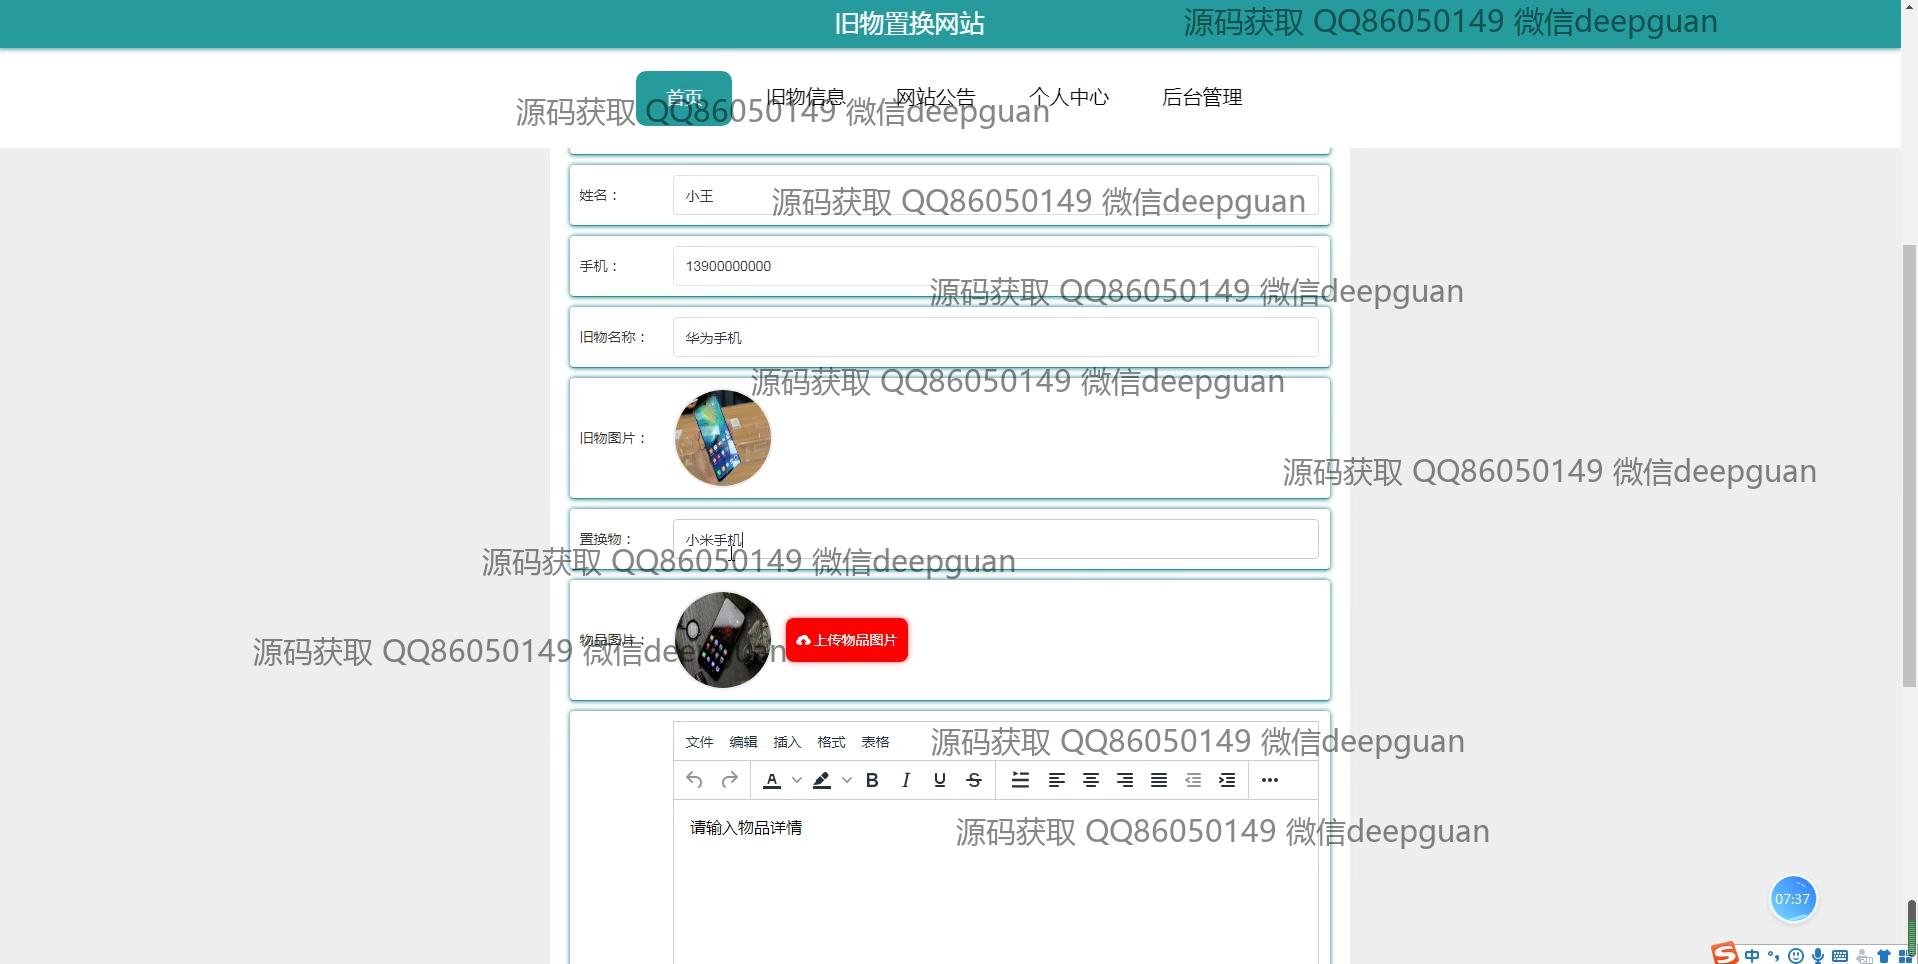 旧物置换网站
源码获取 QQ86050149 微信deepguan
首页 旧物信息 网站公告 个人中心 后台管理
源码获取 QQ86050149 微信deepguan
姓名： 小王
源码获取 QQ86050149 微信deepguan
手机： 13900000000
源码获取 QQ86050149 微信deepguan
旧物名称： 华为手机
源码获取 QQ86050149 微信deepguan
旧物图片：
源码获取 QQ86050149 微信deepguan
置换物： 小米手机
源码获取 QQ86050149 微信deepguan
物品图片： 上传物品图片
源码获取 QQ86050149 微信deepguan
文件 编辑 插入 格式 表格
源码获取 QQ86050149 微信deepguan
请输入物品详情
源码获取 QQ86050149 微信deepguan
07:37
中